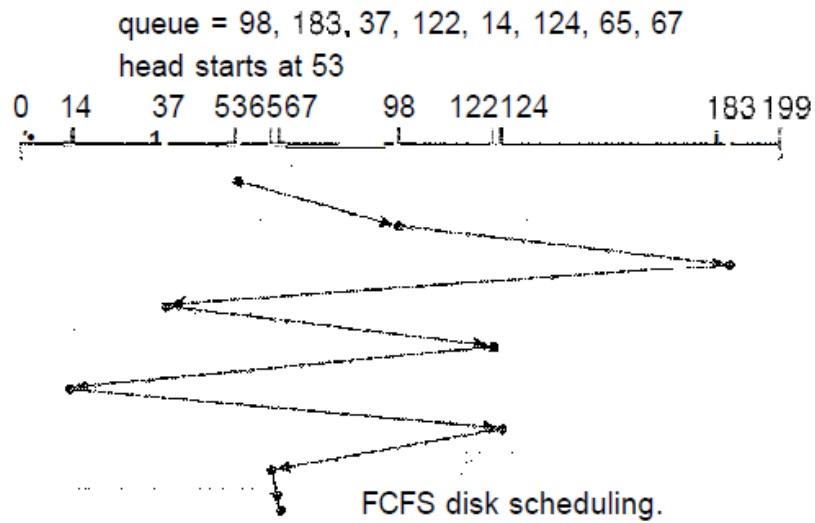 queue = 98, 183, 37, 122, 14, 124, 65, 67
head starts at 53
0 14 37 536567 98 122124 183199
FCFS disk scheduling.